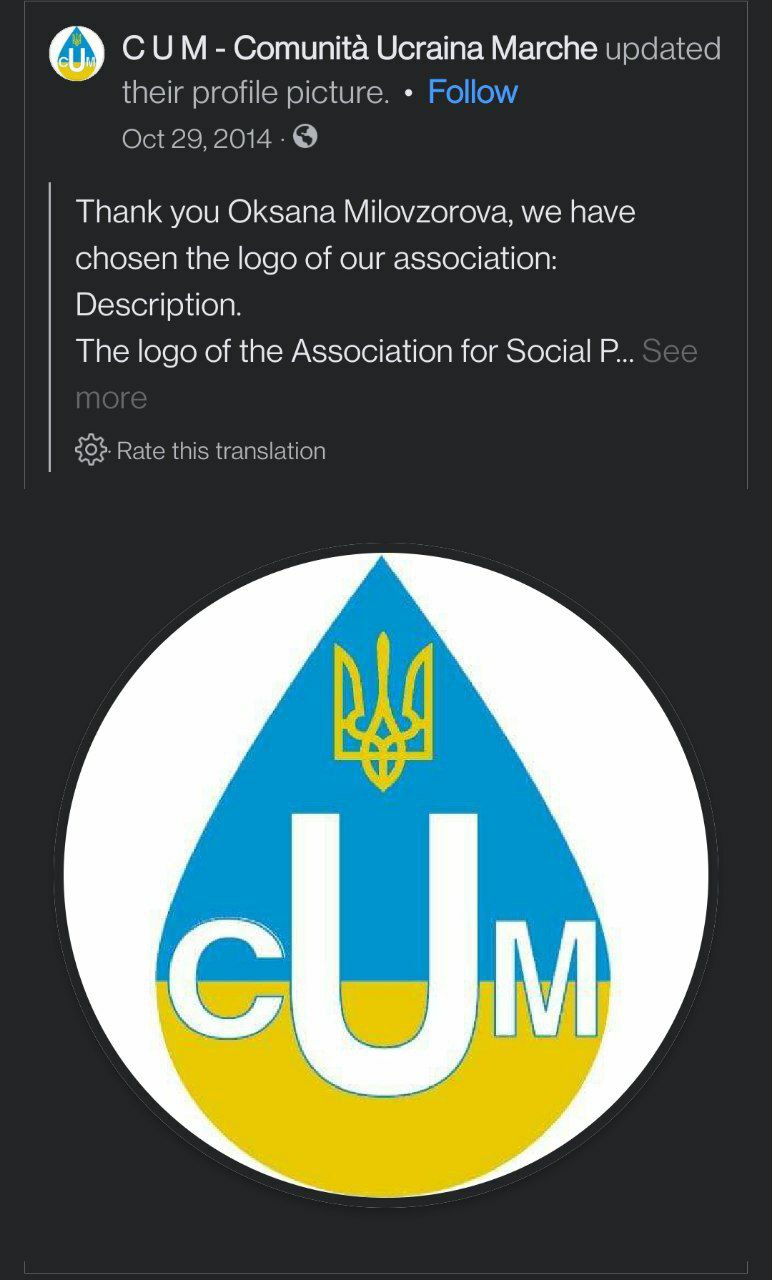 C U M - Comunità Ucraina Marche updated
their profile picture. • Follow
Oct 29, 2014 ·
Thank you Oksana Milovzorova, we have
chosen the logo of our association:
Description.
The logo of the Association for Social P... See
more
Rate this translation
CUM